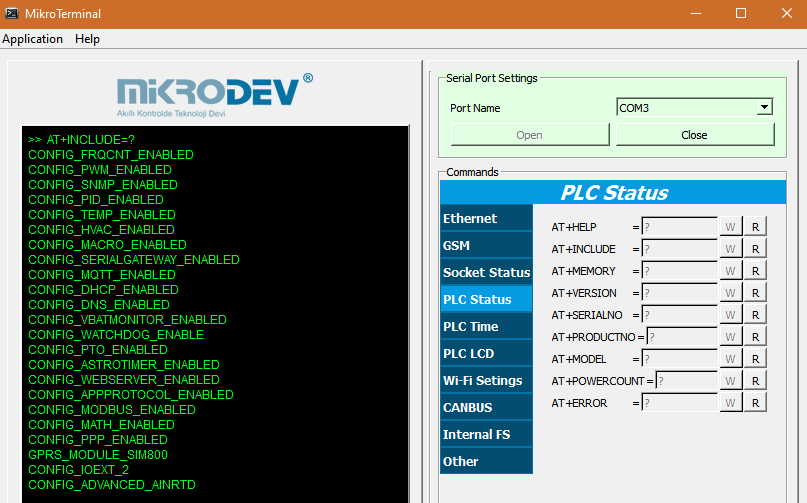 MikroTerminal
Application Help
MiKRODEV®
Akıllı Kontrolde Teknoloji Devi
>> AT+INCLUDE=?
CONFIG_FRQCNT_ENABLED
CONFIG_PWM_ENABLED
CONFIG_SNMP_ENABLED
CONFIG_PID_ENABLED
CONFIG_TEMP_ENABLED
CONFIG_HVAC_ENABLED
CONFIG_MACRO_ENABLED
CONFIG_SERIALGATEWAY_ENABLED
CONFIG_MQTT_ENABLED
CONFIG_DHCP_ENABLED
CONFIG_DNS_ENABLED
CONFIG_VBATMONITOR_ENABLED
CONFIG_WATCHDOG_ENABLE
CONFIG_PTO_ENABLED
CONFIG_ASTROTIMER_ENABLED
CONFIG_WEBSERVER_ENABLED
CONFIG_APPPROTOCOL_ENABLED
CONFIG_MODBUS_ENABLED
CONFIG_MATH_ENABLED
CONFIG_PPP_ENABLED
GPRS_MODULE_SIM800
CONFIG_IOEXT_2
CONFIG_ADVANCED_AINRTD
Serial Port Settings
Port Name COM3
Open Close
Commands
PLC Status
Ethernet
GSM
Socket Status
PLC Status
PLC Time
PLC LCD
Wi-Fi Setings
CANBUS
Internal FS
Other
AT+HELP = ? W R
AT+INCLUDE = ? W R
AT+MEMORY = ? W R
AT+VERSION = ? W R
AT+SERIALNO = ? W R
AT+PRODUCTNO = ? W R
AT+MODEL = ? W R
AT+POWERCOUNT = ? W R
AT+ERROR = ? W R